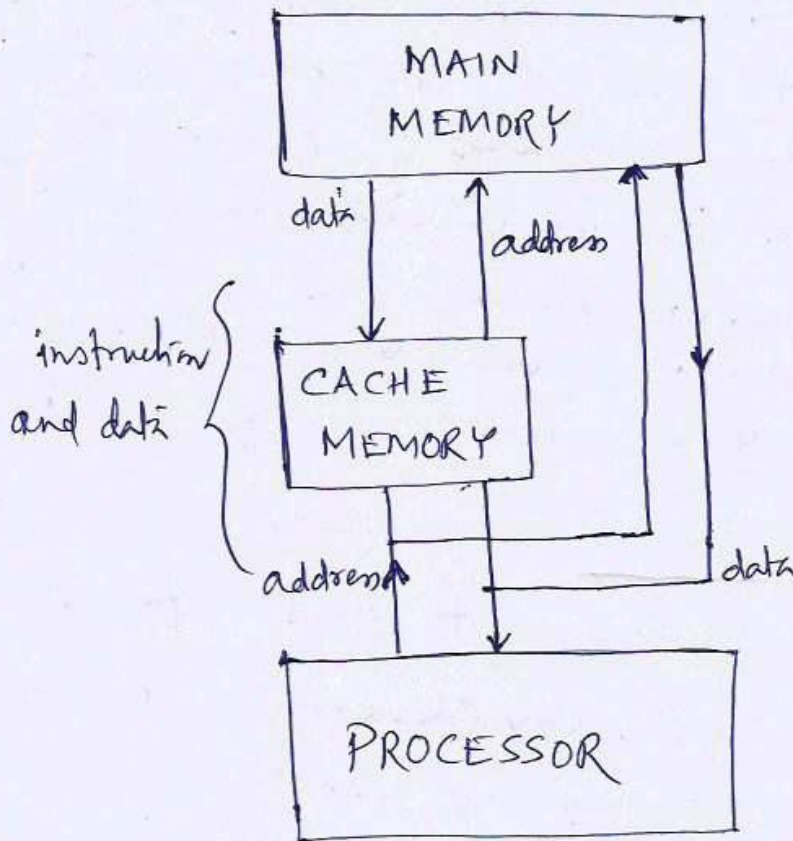 MAIN
MEMORY
data
address
instruction
and data
CACHE
MEMORY
address
data
PROCESSOR